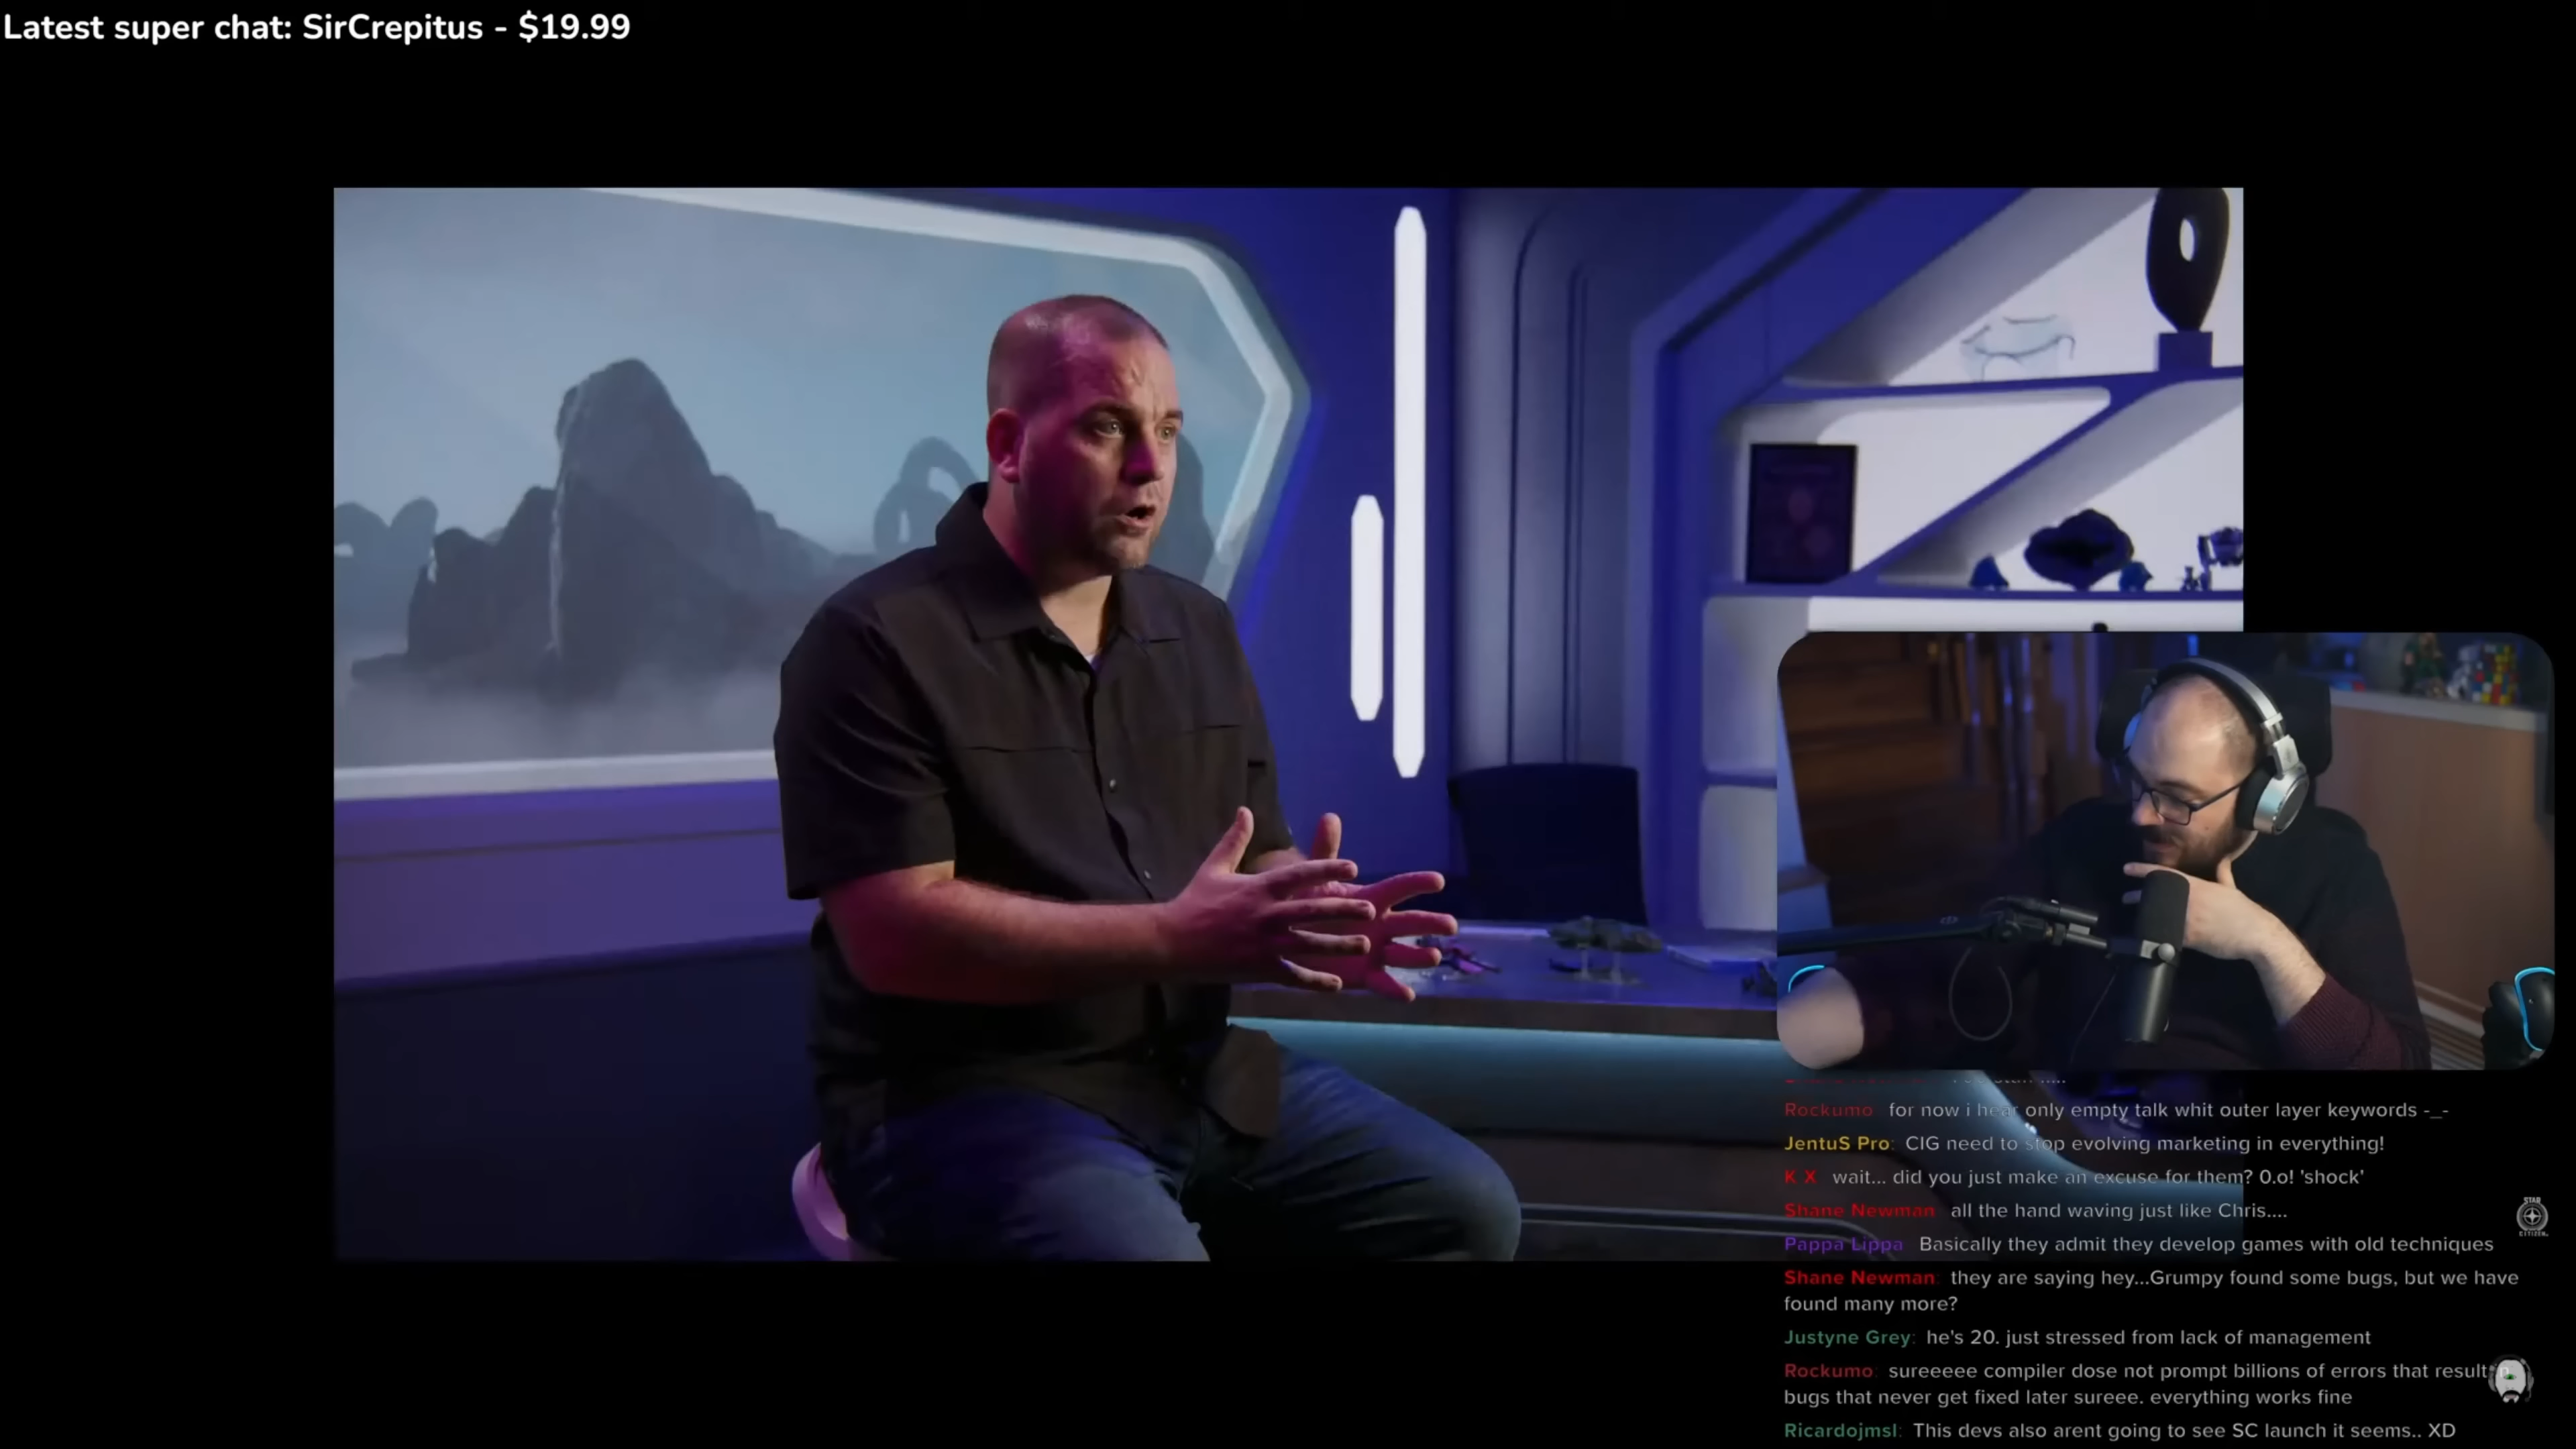 Latest super chat: SirCrepitus - $19.99
Rockumo for now i hear only empty talk whit outer layer keywords -_-
JentuS Pro: CIG need to stop evolving marketing in everything!
K X wait... did you just make an excuse for them? 0.o! 'shock'
Shane Newman all the hand waving just like Chris....
STAR
CITIZEN
Pappa Lippa Basically they admit they develop games with old techniques
Shane Newman: they are saying hey...Grumpy found some bugs, but we have
found many more?
Justyne Grey: he's 20. just stressed from lack of management
Rockumo sureeeee compiler dose not prompt billions of errors that result
bugs that never get fixed later sureee. everything works fine
Ricardojmsl: This devs also arent going to see SC launch it seems.. XD